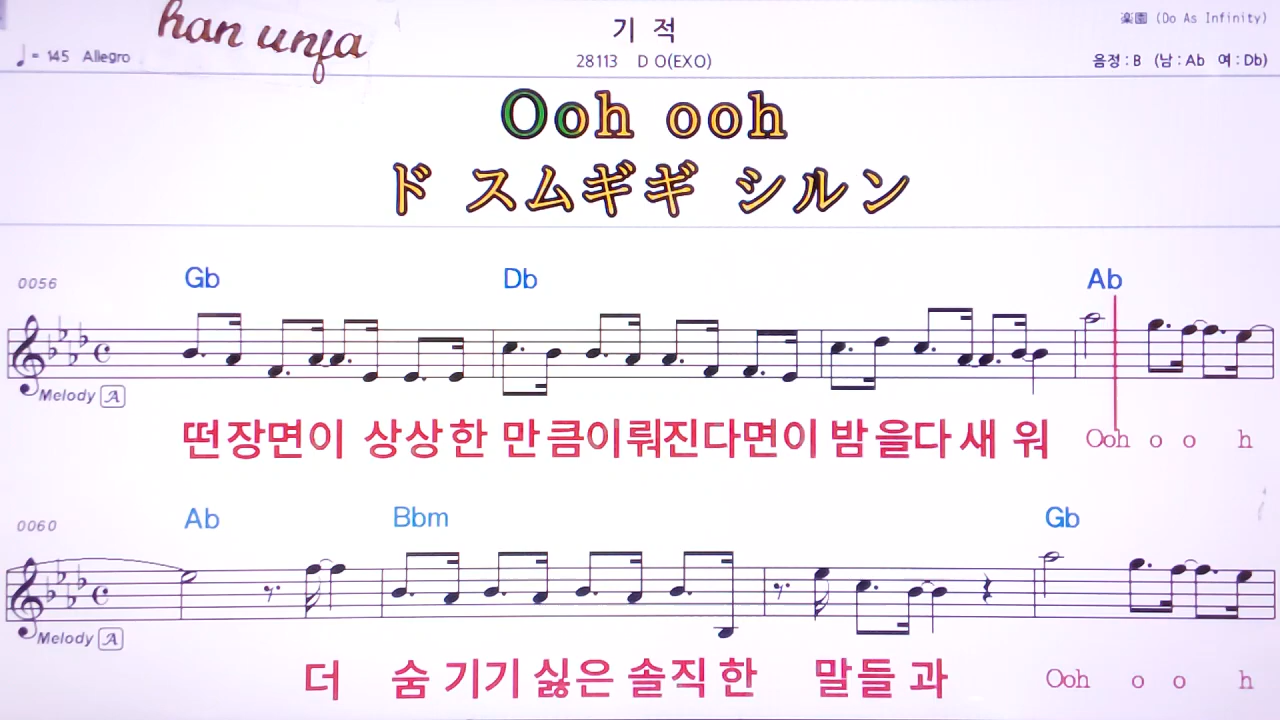 han unja
기 적
楽園 (Do As Infinity)
♩= 145 Allegro
28113 D O(EXO)
음정 : B (남 : Ab 여 : Db)
Ooh ooh
ド スムギギ シルン
0056 Gb Db Ab
Melody A
떤장면이 상상한 만큼이뤄진다면이 밤을다새워 Ooh o o h
0060 Ab Bbm Gb
Melody A
더 숨기기싫은 솔직한 말들과 Ooh o o h